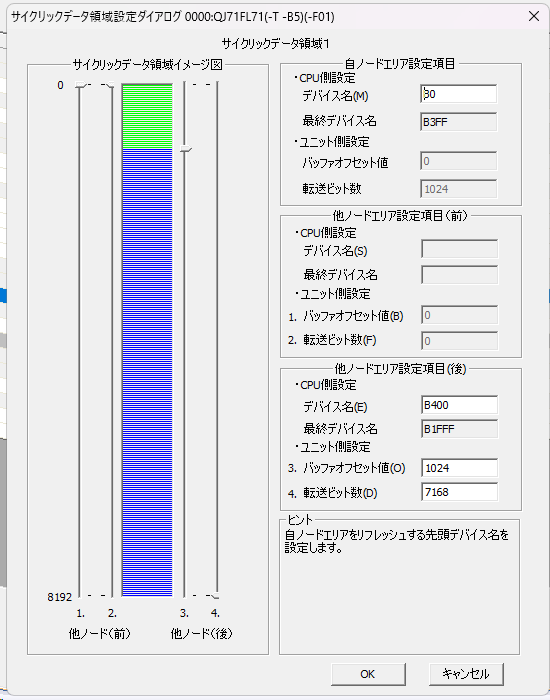 サイクリックデータ領域設定ダイアログ 0000:QJ71FL71(-T -B5)(-F01)
サイクリックデータ領域1
サイクリックデータ領域イメージ図
0
8192
1.
2.
3.
4.
他ノード(前)
他ノード(後)
自ノードエリア設定項目
・CPU側設定
デバイス名(M)
B0
最終デバイス名
B3FF
・ユニット側設定
バッファオフセット値
0
転送ビット数
1024
他ノードエリア設定項目(前)
・CPU側設定
デバイス名(S)
最終デバイス名
・ユニット側設定
1. バッファオフセット値(B)
0
2. 転送ビット数(F)
0
他ノードエリア設定項目(後)
・CPU側設定
デバイス名(E)
B400
最終デバイス名
B1FFF
・ユニット側設定
3. バッファオフセット値(O)
1024
4. 転送ビット数(D)
7168
ヒント
自ノードエリアをリフレッシュする先頭デバイス名を
設定します。
OK
キャンセル